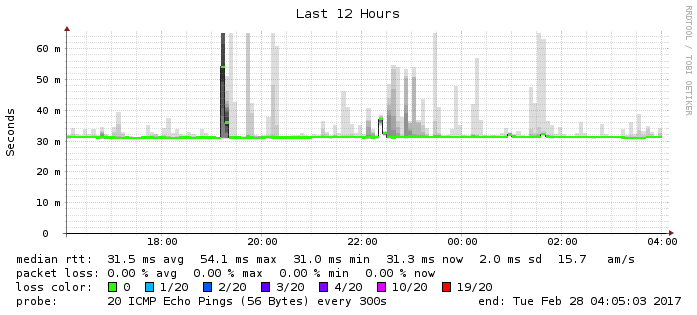 Last 12 Hours
RRDTOOL / TOBI OETIKER
Seconds
60 m
50 m
40 m
30 m
20 m
10 m
0
18:00 20:00 22:00 00:00 02:00 04:00
median rtt: 31.5 ms avg 54.1 ms max 31.0 ms min 31.3 ms now 2.0 ms sd 15.7 am/s
packet loss: 0.00 % avg 0.00 % max 0.00 % min 0.00 % now
loss color: 0 1/20 2/20 3/20 4/20 10/20 19/20
probe: 20 ICMP Echo Pings (56 Bytes) every 300s end: Tue Feb 28 04:05:03 2017